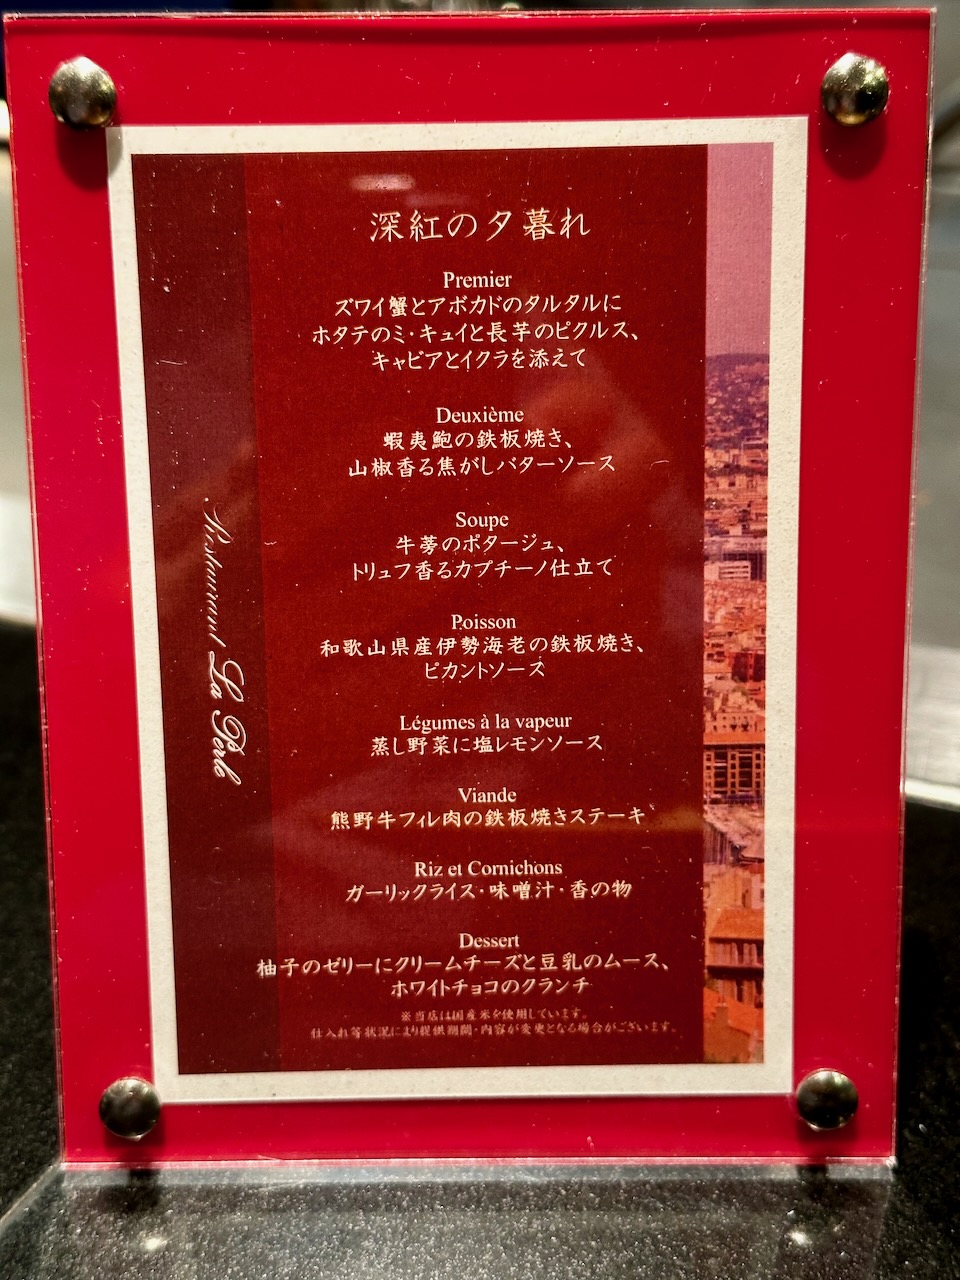 深紅の夕暮れ
Premier
ズワイ蟹とアボカドのタルタルに
ホタテのミ・キュイと長芋のピクルス、
キャビアとイクラを添えて
Deuxième
蝦夷鮑の鉄板焼き、
山椒香る焦がしバターソース
Soupe
牛蒡のポタージュ、
トリュフ香るカプチーノ仕立て
Poisson
和歌山県産伊勢海老の鉄板焼き、
ピカントソース
Légumes à la vapeur
蒸し野菜に塩レモンソース
Viande
熊野牛フィレ肉の鉄板焼きステーキ
Riz et Cornichons
ガーリックライス・味噌汁・香の物
Dessert
柚子のゼリーにクリームチーズと豆乳のムース、
ホワイトチョコのクランチ
※当店は国産米を使用しています。
仕入れ等状況により提供期間・内容が変更となる場合がございます。
Restaurant La Perle